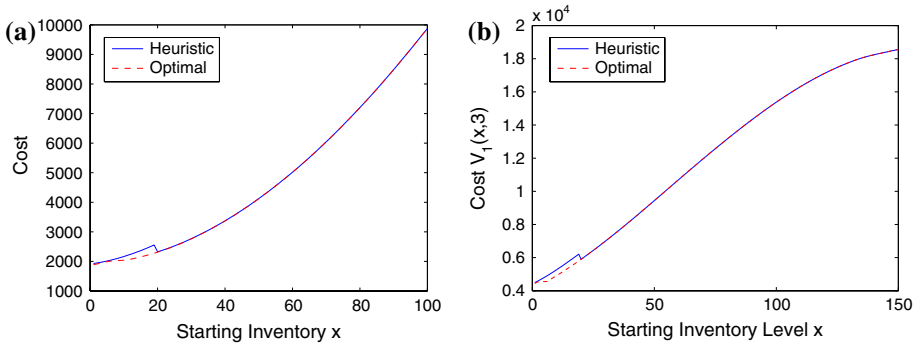 (a)
10000
9000
8000
7000
6000
5000
4000
3000
2000
1000
Cost
Heuristic
Optimal
0 20 40 60 80 100
Starting Inventory x
(b)
2 x 10^4
1.8
1.6
1.4
1.2
1
0.8
0.6
0.4
Cost V_1(x,3)
Heuristic
Optimal
0 50 100 150
Starting Inventory Level x